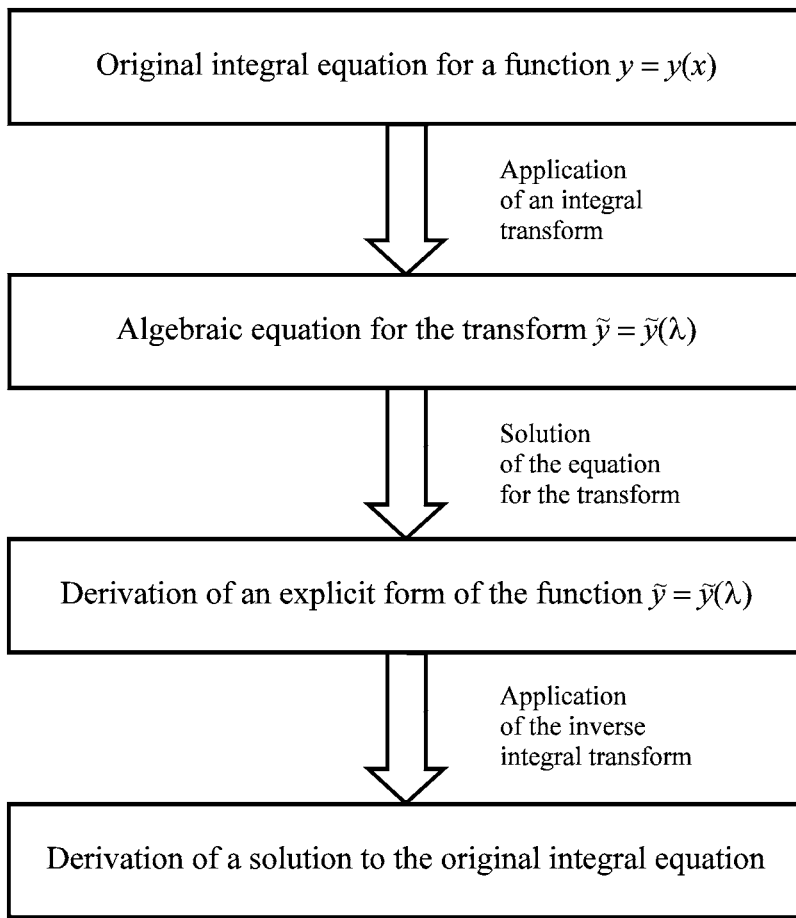 Original integral equation for a function y = y(x)
Application
of an integral
transform
Algebraic equation for the transform ỹ = ỹ(λ)
Solution
of the equation
for the transform
Derivation of an explicit form of the function ỹ = ỹ(λ)
Application
of the inverse
integral transform
Derivation of a solution to the original integral equation